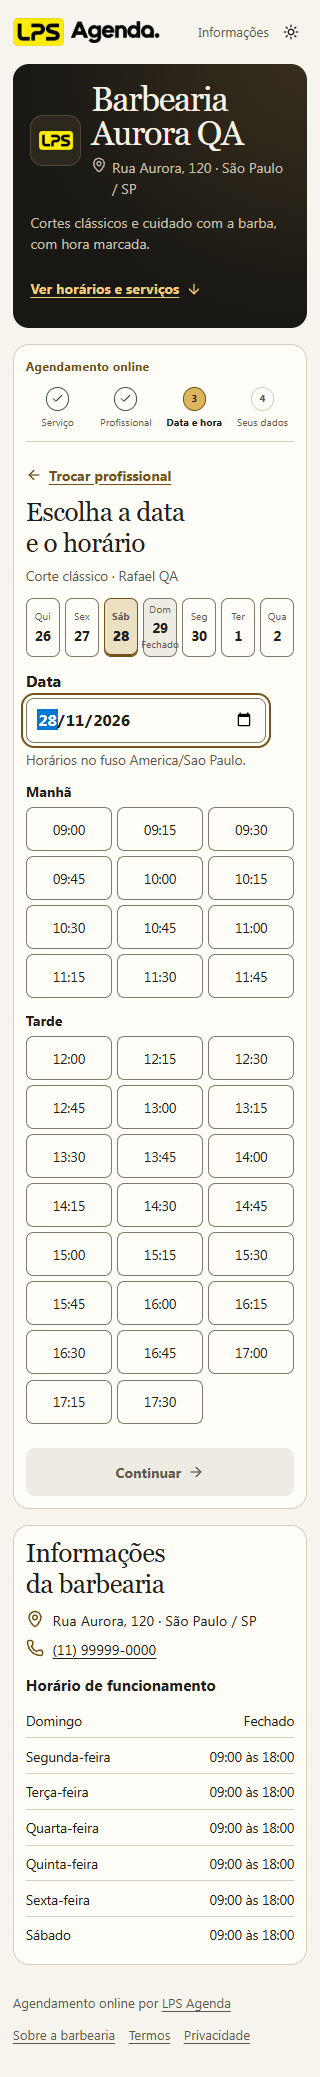 LPS Agenda.
Informações
Barbearia
Aurora QA
LPS
Rua Aurora, 120 · São Paulo
/ SP
Cortes clássicos e cuidado com a barba,
com hora marcada.
Ver horários e serviços
Agendamento online
3 4
Serviço Profissional Data e hora Seus dados
Trocar profissional
Escolha a data
e o horário
Corte clássico · Rafael QA
Qui Sex Sáb Dom Seg Ter Qua
26 27 28 29 30 1 2
Fechado
Data
28/11/2026
Horários no fuso America/Sao Paulo.
Manhã
09:00 09:15 09:30
09:45 10:00 10:15
10:30 10:45 11:00
11:15 11:30 11:45
Tarde
12:00 12:15 12:30
12:45 13:00 13:15
13:30 13:45 14:00
14:15 14:30 14:45
15:00 15:15 15:30
15:45 16:00 16:15
16:30 16:45 17:00
17:15 17:30
Continuar
Informações
da barbearia
Rua Aurora, 120 · São Paulo / SP
(11) 99999-0000
Horário de funcionamento
Domingo Fechado
Segunda-feira 09:00 às 18:00
Terça-feira 09:00 às 18:00
Quarta-feira 09:00 às 18:00
Quinta-feira 09:00 às 18:00
Sexta-feira 09:00 às 18:00
Sábado 09:00 às 18:00
Agendamento online por LPS Agenda
Sobre a barbearia Termos Privacidade